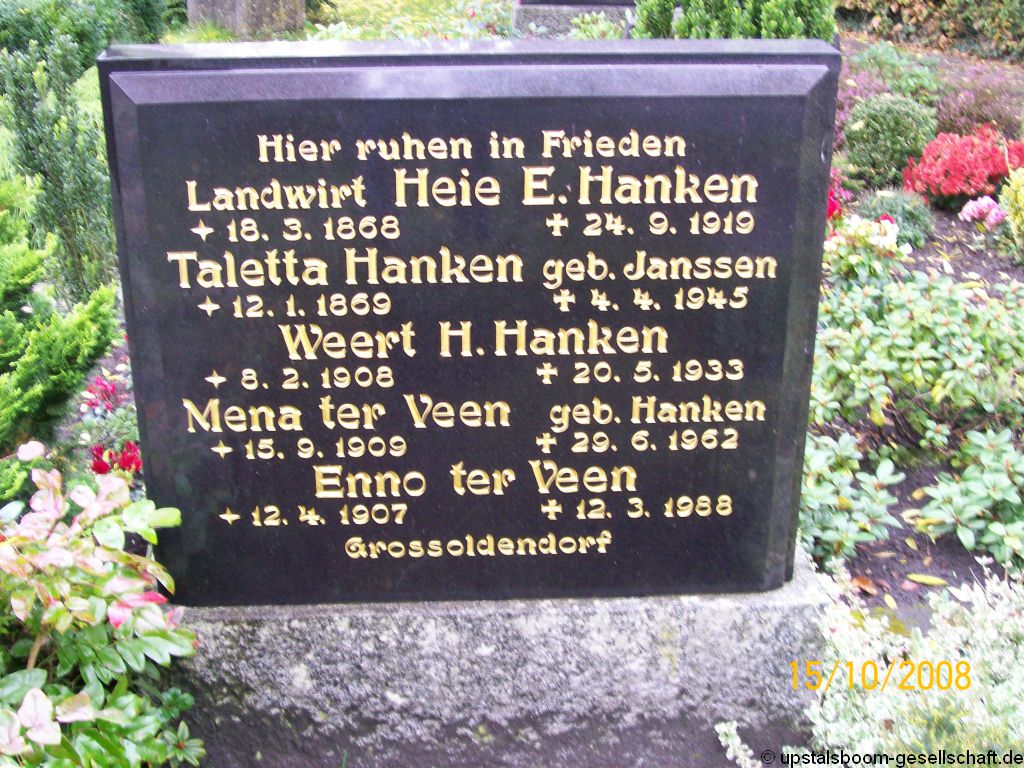 Hier ruhen in Frieden
Landwirt Heie E. Hanken
✦ 18. 3. 1868 ✝ 24. 9. 1919
Taletta Hanken geb. Janssen
✦ 12. 1. 1869 ✝ 4. 4. 1945
Weert H. Hanken
✦ 8. 2. 1908 ✝ 20. 5. 1933
Mena ter Veen geb. Hanken
✦ 15. 9. 1909 ✝ 29. 6. 1962
Enno ter Veen
✦ 12. 4. 1907 ✝ 12. 3. 1988
Grossoldendorf
15/10/2008
© upstalsboom-gesellschaft.de